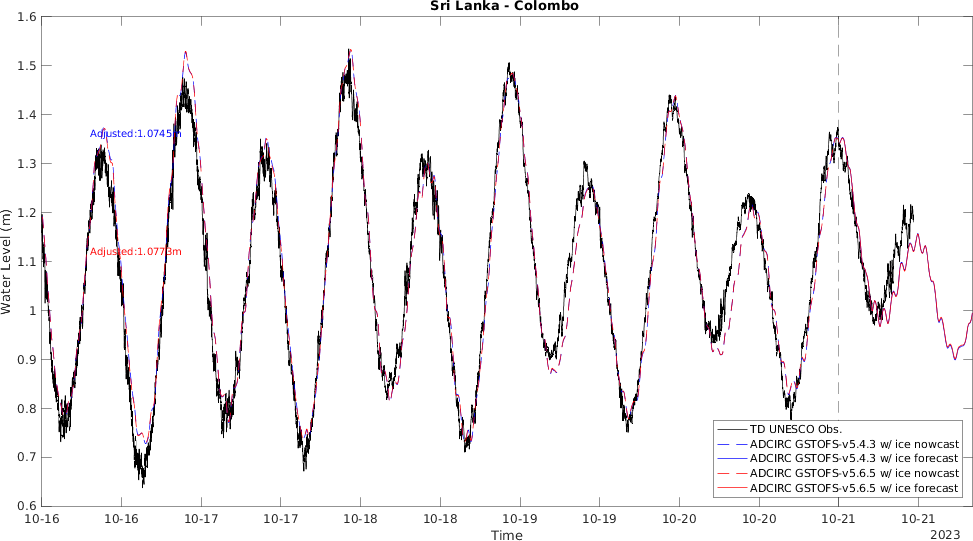 Sri Lanka - Colombo
1.6
1.5
1.4
1.3
1.2
1.1
1
0.9
0.8
0.7
0.6
Water Level (m)
Adjusted:1.0745m
Adjusted:1.0773m
TD UNESCO Obs.
ADCIRC GSTOFS-v5.4.3 w/ ice nowcast
ADCIRC GSTOFS-v5.4.3 w/ ice forecast
ADCIRC GSTOFS-v5.6.5 w/ ice nowcast
ADCIRC GSTOFS-v5.6.5 w/ ice forecast
10-16 10-16 10-17 10-17 10-18 10-18 10-19 10-19 10-20 10-20 10-21 10-21
2023
Time